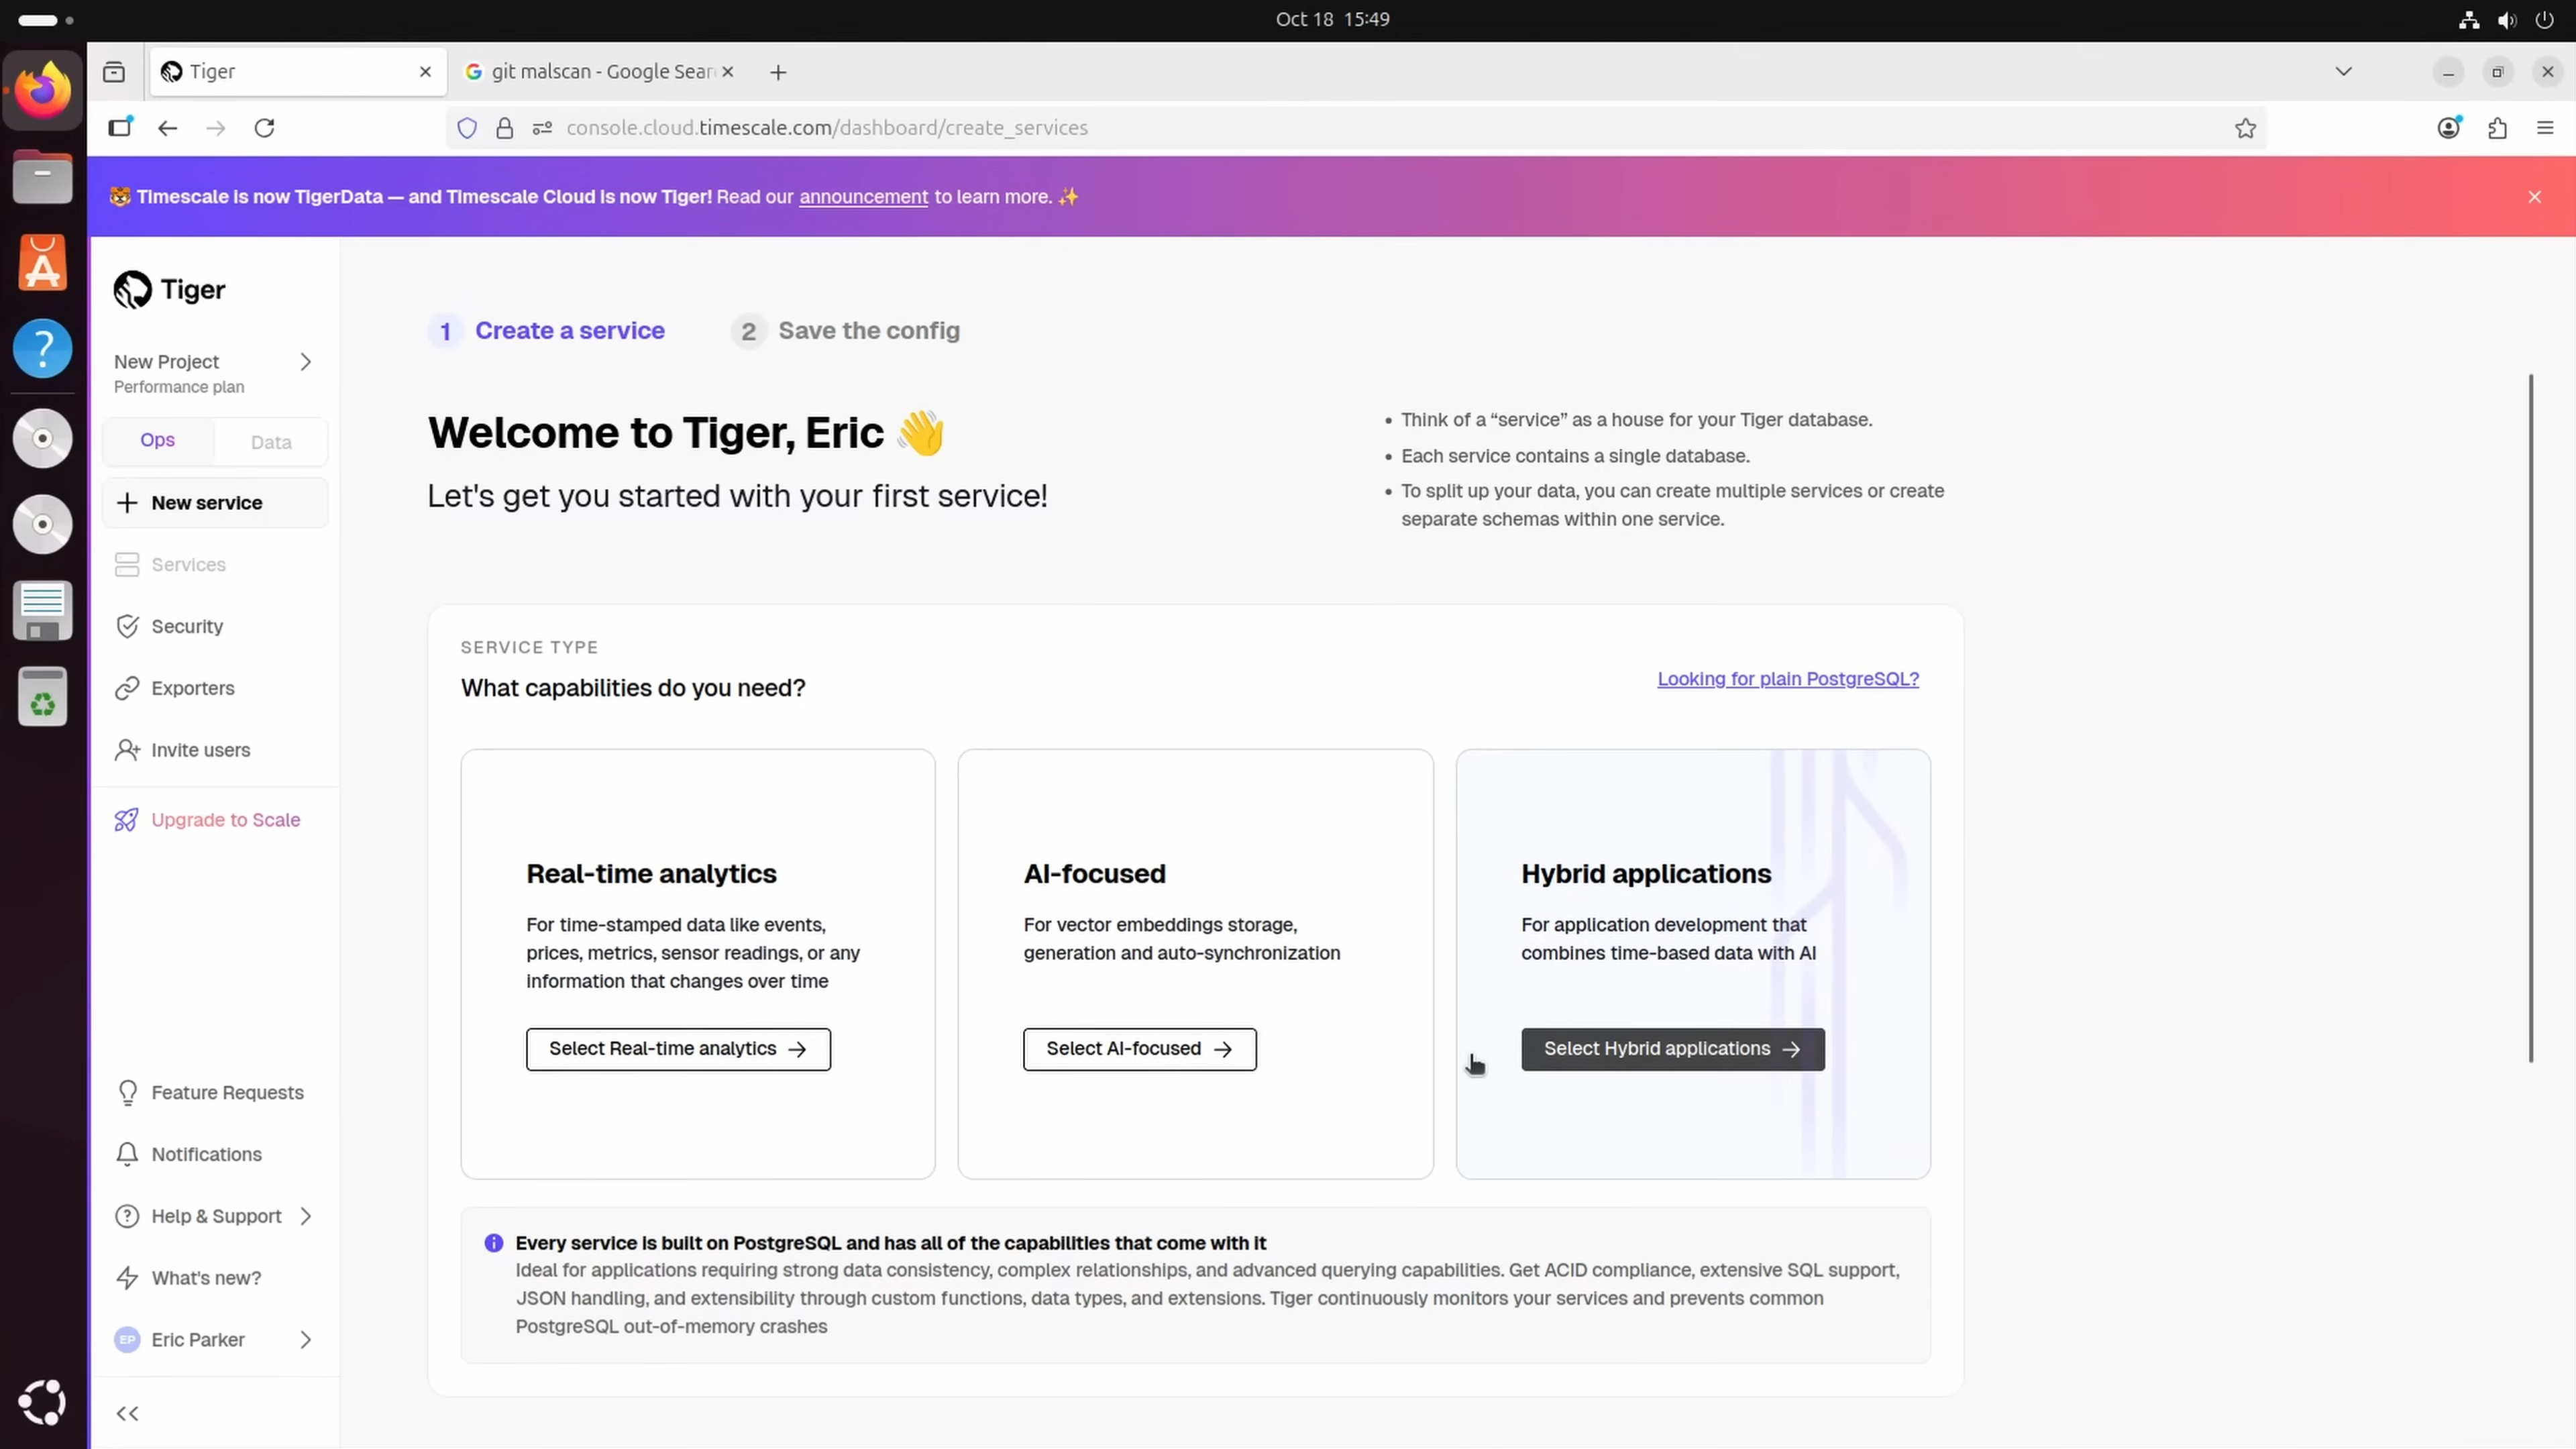 Oct 18 15:49
Tiger
git malscan - Google Sear
console.cloud.timescale.com/dashboard/create_services
🐯 Timescale is now TigerData — and Timescale Cloud is now Tiger! Read our announcement to learn more. ✨
Tiger
New Project
Performance plan
Ops
Data
New service
Services
Security
Exporters
Invite users
Upgrade to Scale
Feature Requests
Notifications
Help & Support
What's new?
EP
Eric Parker
1 Create a service
2 Save the config
Welcome to Tiger, Eric 👋
Let's get you started with your first service!
• Think of a “service” as a house for your Tiger database.
• Each service contains a single database.
• To split up your data, you can create multiple services or create
separate schemas within one service.
SERVICE TYPE
What capabilities do you need?
Looking for plain PostgreSQL?
Real-time analytics
For time-stamped data like events,
prices, metrics, sensor readings, or any
information that changes over time
Select Real-time analytics →
AI-focused
For vector embeddings storage,
generation and auto-synchronization
Select AI-focused →
Hybrid applications
For application development that
combines time-based data with AI
Select Hybrid applications →
Every service is built on PostgreSQL and has all of the capabilities that come with it
Ideal for applications requiring strong data consistency, complex relationships, and advanced querying capabilities. Get ACID compliance, extensive SQL support,
JSON handling, and extensibility through custom functions, data types, and extensions. Tiger continuously monitors your services and prevents common
PostgreSQL out-of-memory crashes